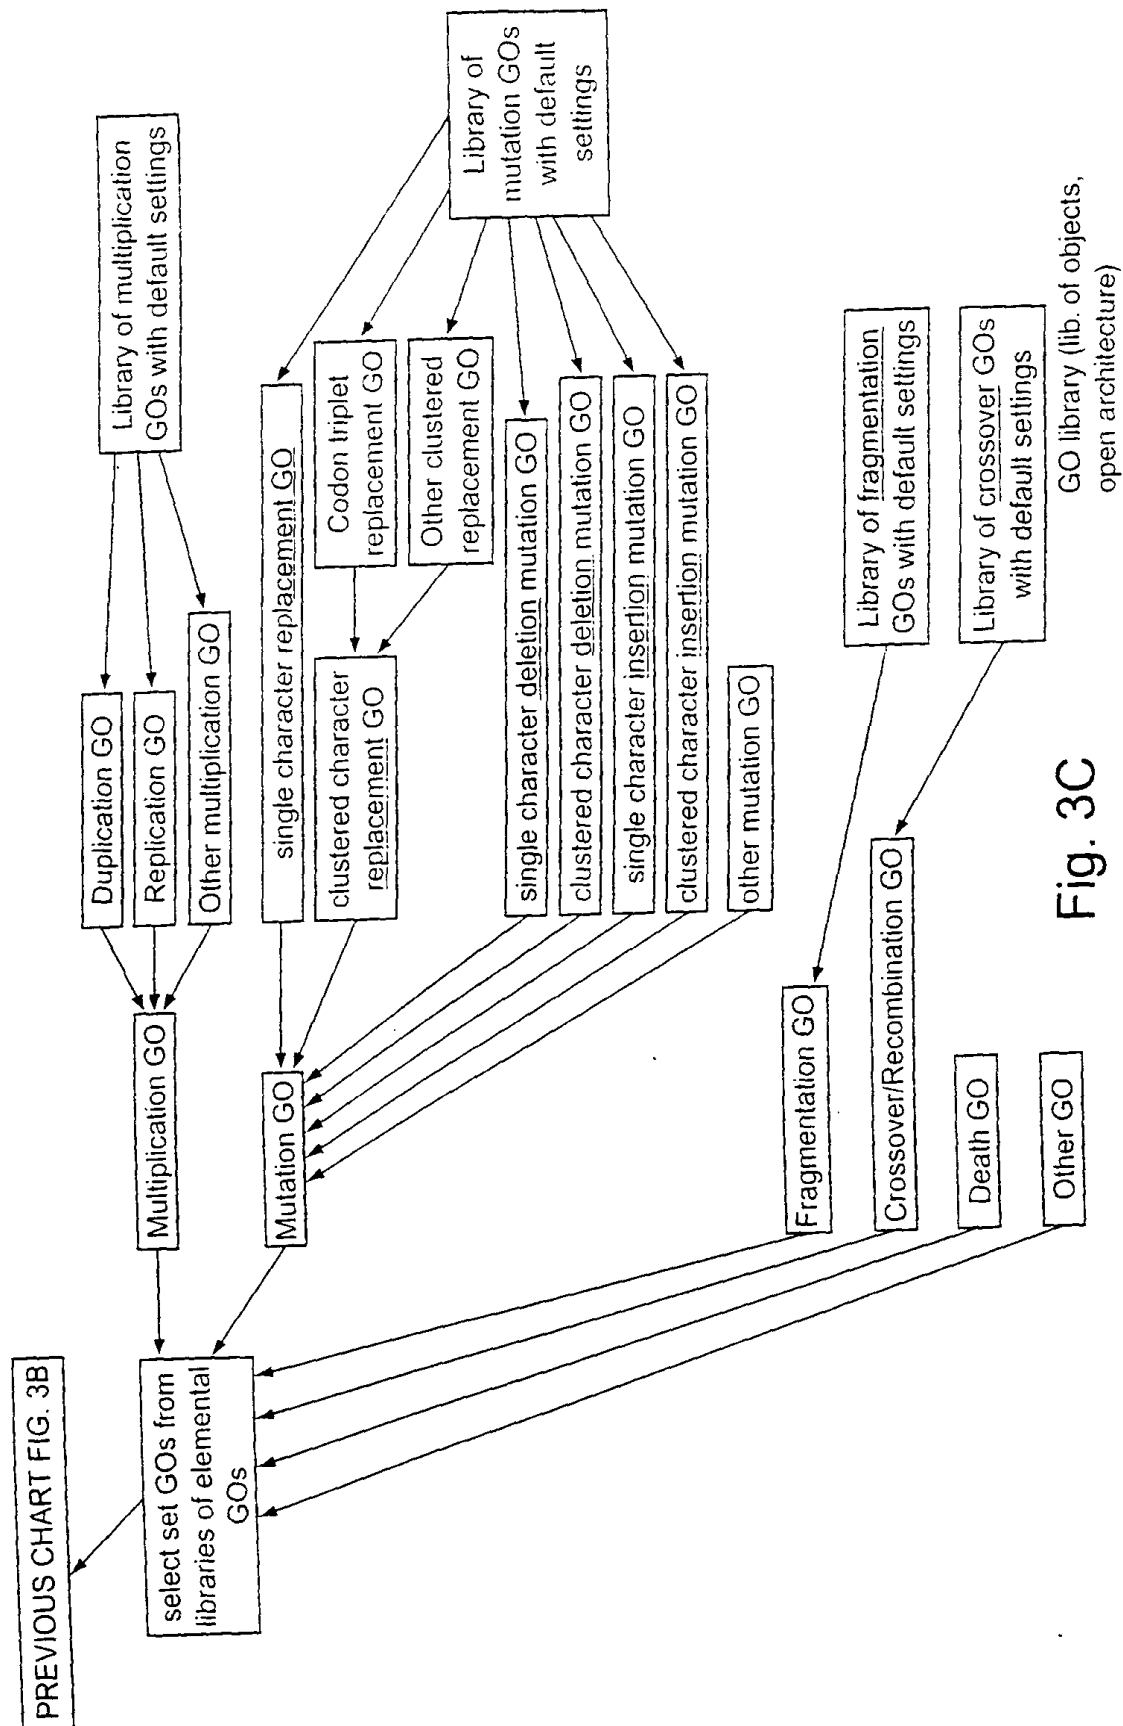 PREVIOUS CHART FIG. 3B
select set GOs from
libraries of elemental
GOs
Multiplication GO
Mutation GO
Fragmentation GO
Crossover/Recombination GO
Death GO
Other GO
Duplication GO
Replication GO
Other multiplication GO
single character replacement GO
clustered character
replacement GO
Codon triplet
replacement GO
Other clustered
replacement GO
single character deletion mutation GO
clustered character deletion mutation GO
single character insertion mutation GO
clustered character insertion mutation GO
other mutation GO
Library of multiplication
GOs with default settings
Library of
mutation GOs
with default
settings
Library of fragmentation
GOs with default settings
Library of crossover GOs
with default settings
GO library (lib. of objects,
open architecture)
Fig. 3C